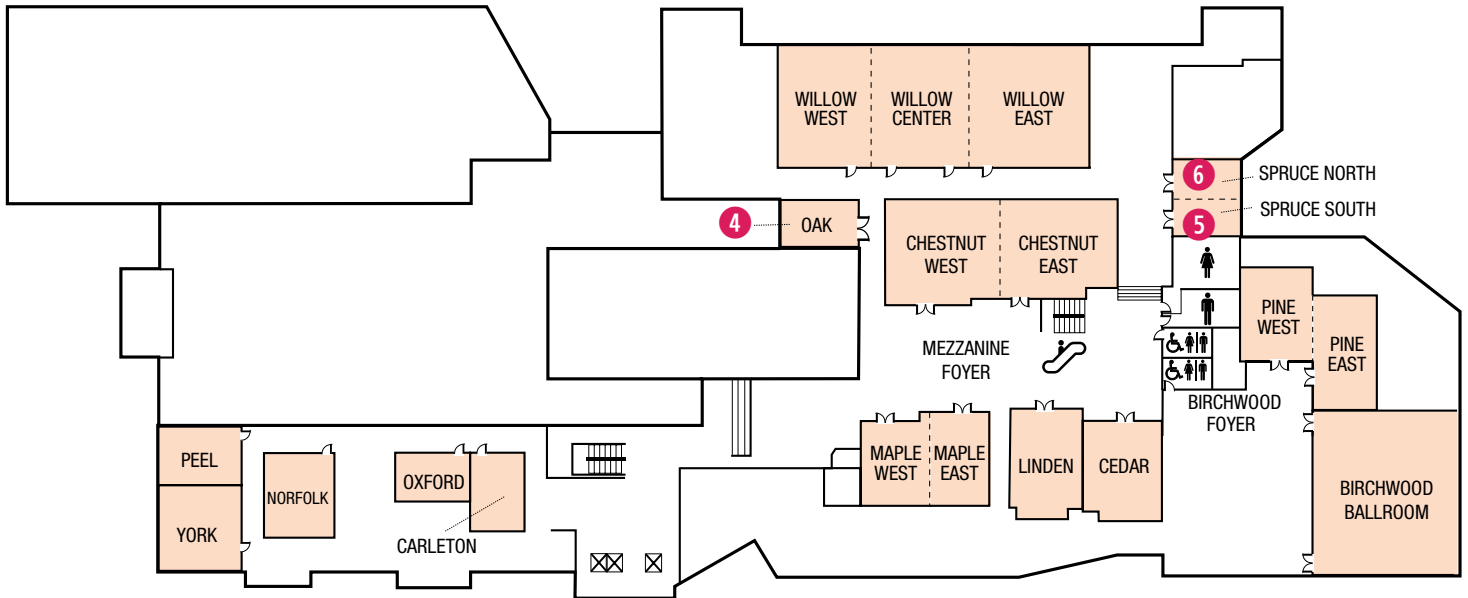 WILLOW
WEST
WILLOW
CENTER
WILLOW
EAST
6
SPRUCE NORTH
5
SPRUCE SOUTH
4
OAK
CHESTNUT
WEST
CHESTNUT
EAST
PINE
WEST
PINE
EAST
MEZZANINE
FOYER
BIRCHWOOD
FOYER
PEEL
YORK
NORFOLK
OXFORD
CARLETON
MAPLE
WEST
MAPLE
EAST
LINDEN
CEDAR
BIRCHWOOD
BALLROOM